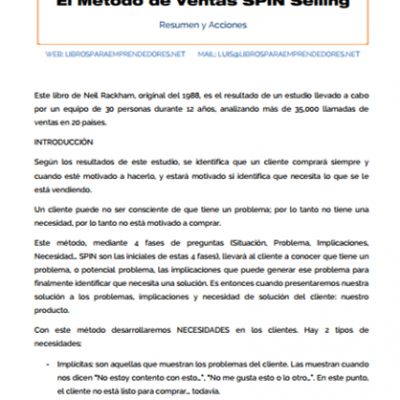 El Método de Ventas SPIN Selling
Resumen y Acciones
WEB: LIBROSPARAEMPRENDEDORES.NET MAIL: LUIS@LIBROSPARAEMPRENDEDORES.NET
Este libro de Neil Rackham, original del 1988, es el resultado de un estudio llevado a cabo
por un equipo de 30 personas durante 12 años, analizando más de 35,000 llamadas de
ventas en 20 países.
INTRODUCCIÓN
Según los resultados de este estudio, se identifica que un cliente comprará siempre y
cuando esté motivado a hacerlo, y estará motivado si identifica que necesita lo que se le
está vendiendo.
Un cliente puede no ser consciente de que tiene un problema; por lo tanto no tiene una
necesidad, por lo tanto no está motivado a comprar.
Este método, mediante 4 fases de preguntas (Situación, Problema, Implicaciones,
Necesidad... SPIN son las iniciales de estas 4 fases), llevará al cliente a conocer que tiene un
problema, o potencial problema, las implicaciones que puede generar ese problema para
finalmente identificar que necesita una solución. Es entonces cuando presentaremos nuestra
solución a los problemas, implicaciones y necesidad de solución del cliente: nuestro
producto.
Con este método desarrollaremos NECESIDADES en los clientes. Hay 2 tipos de
necesidades:
- Implícitas: son aquellas que muestran los problemas del cliente. Las muestran cuando
nos dicen "No estoy contento con esto...", "No me gusta esto o lo otro...". En este punto,
el cliente no está listo para comprar... todavía.